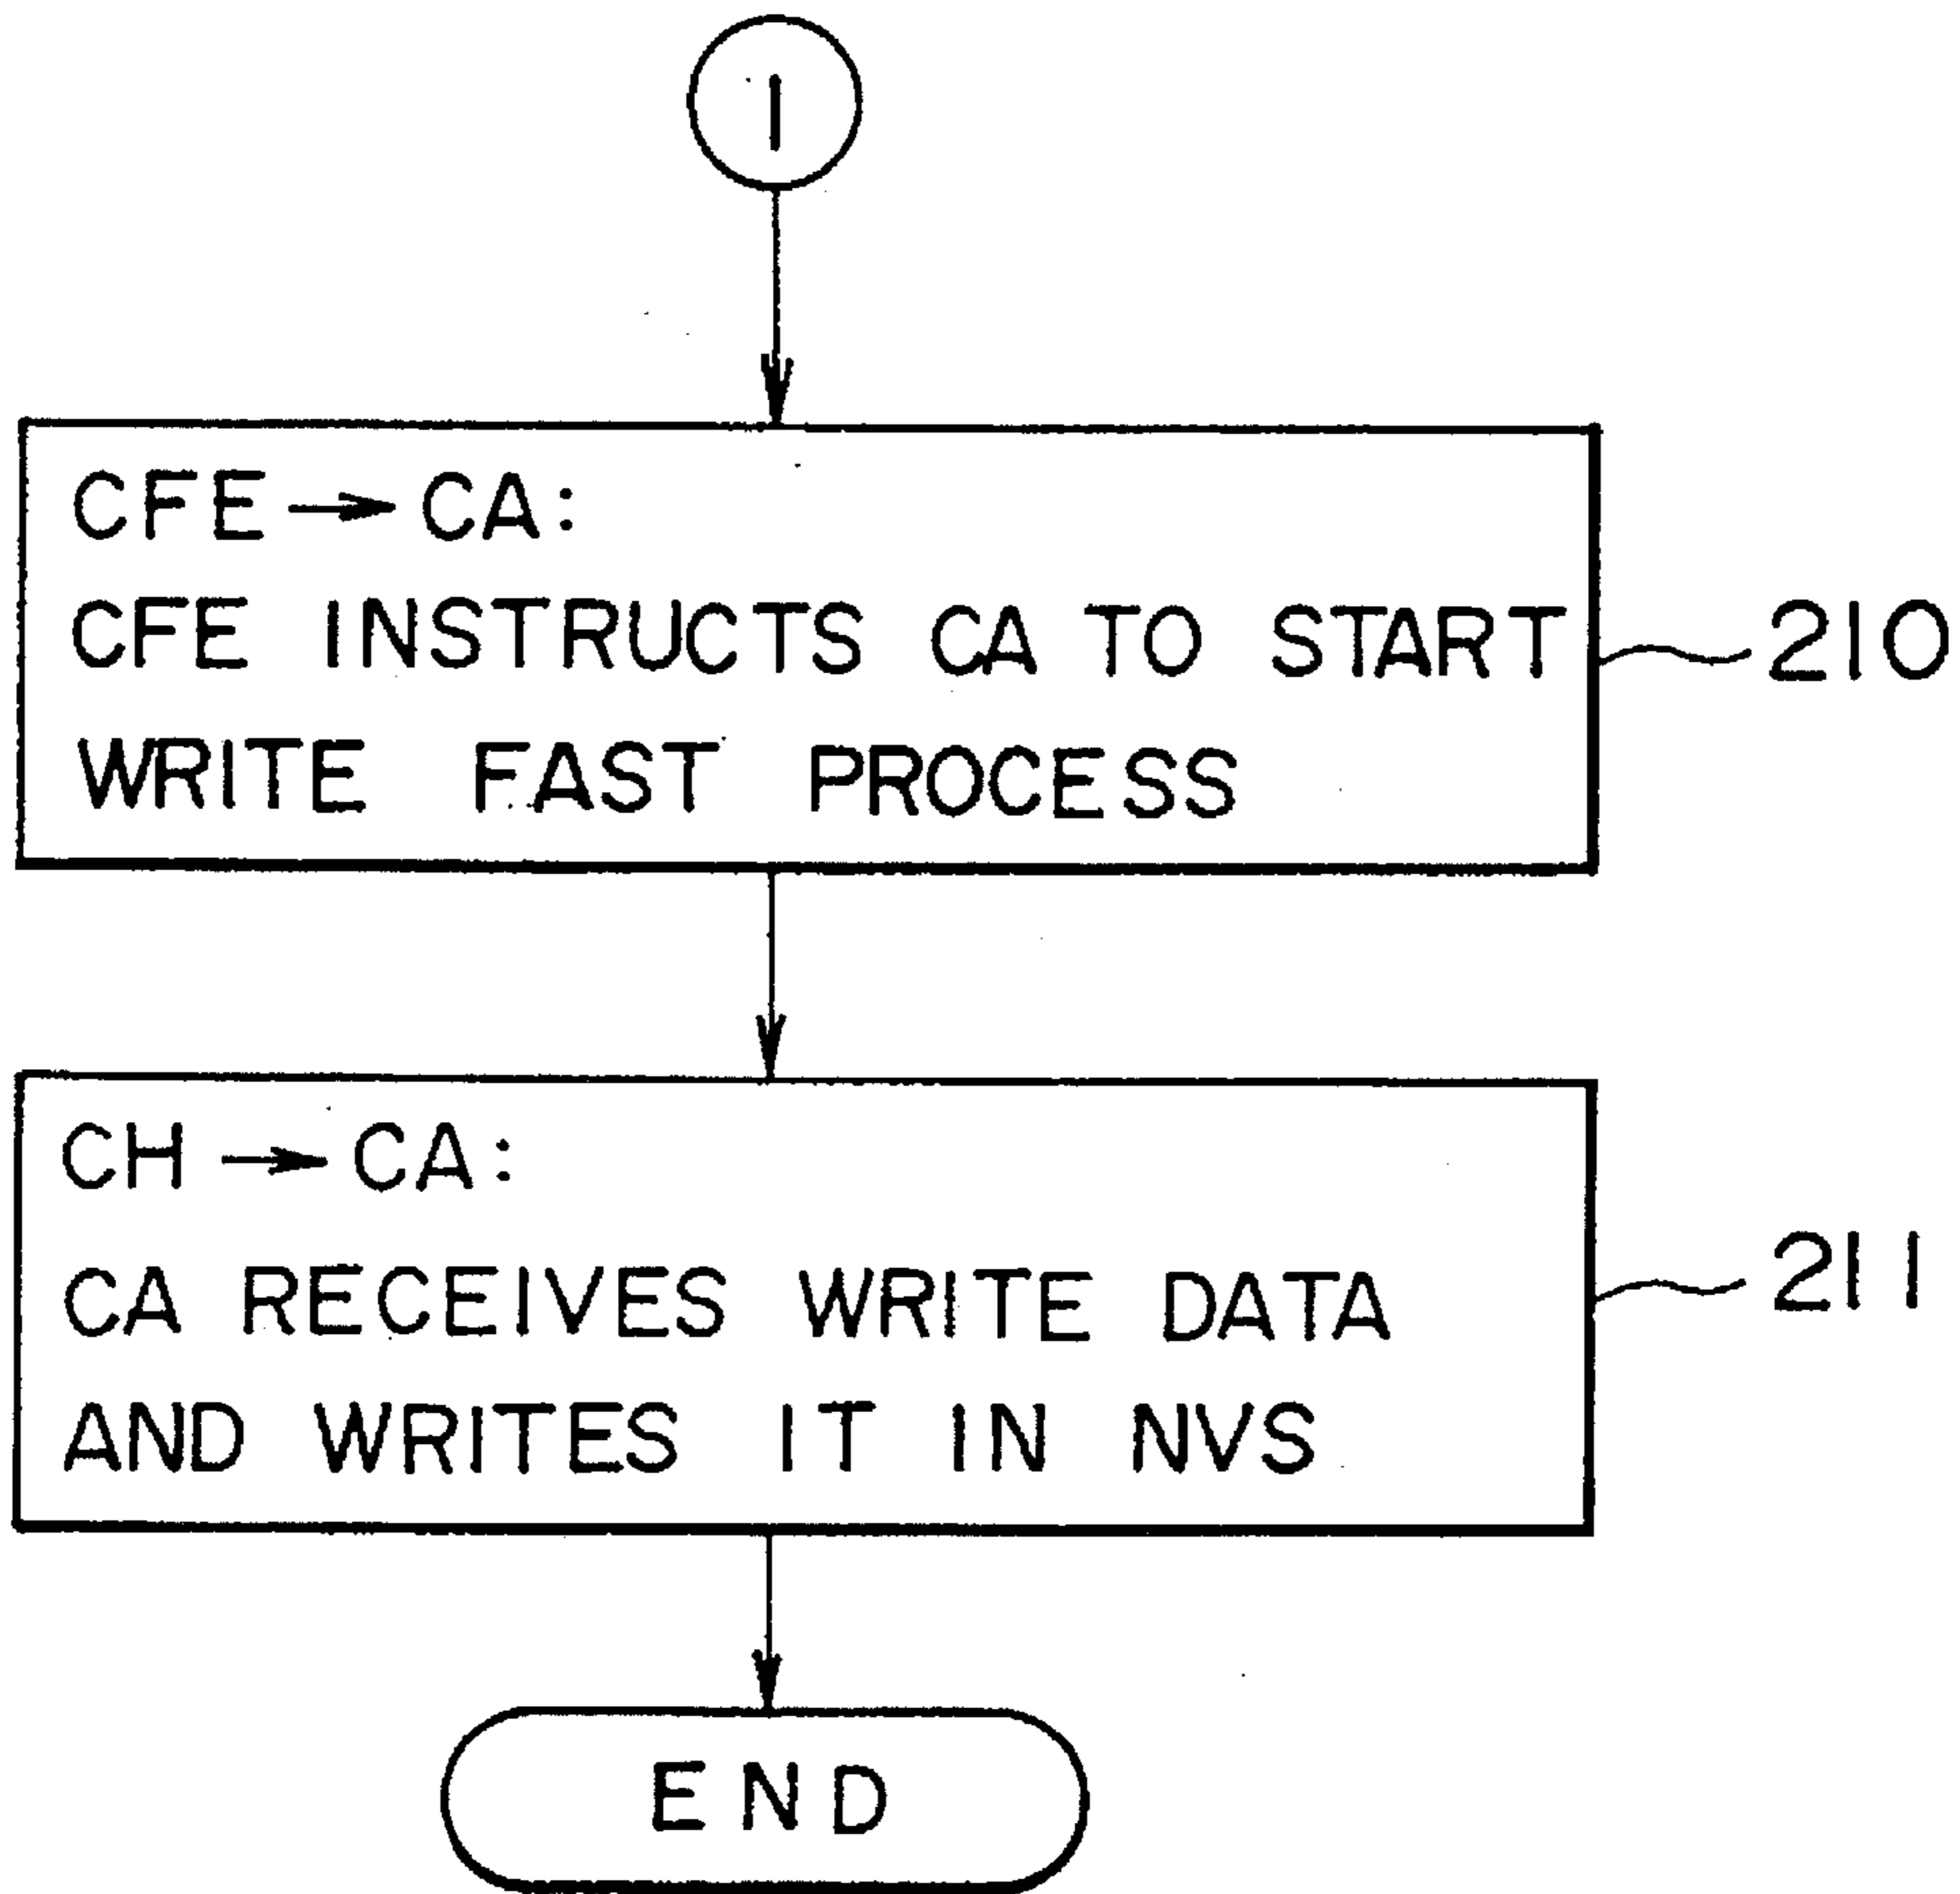 1
CFE → CA:
CFE INSTRUCTS CA TO START
WRITE FAST PROCESS
210
CH → CA:
CA RECEIVES WRITE DATA
AND WRITES IT IN NVS
211
END